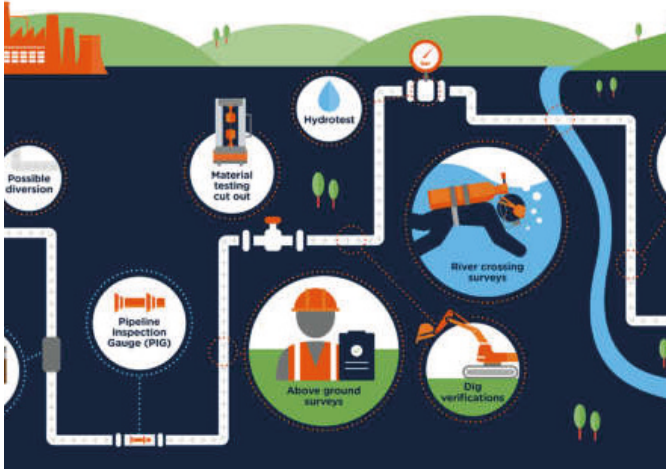 Hydrotest
Material
testing
cut out
Possible
diversion
River crossing
surveys
Pipeline
Inspection
Gauge (PIG)
Above ground
surveys
Dig
verifications